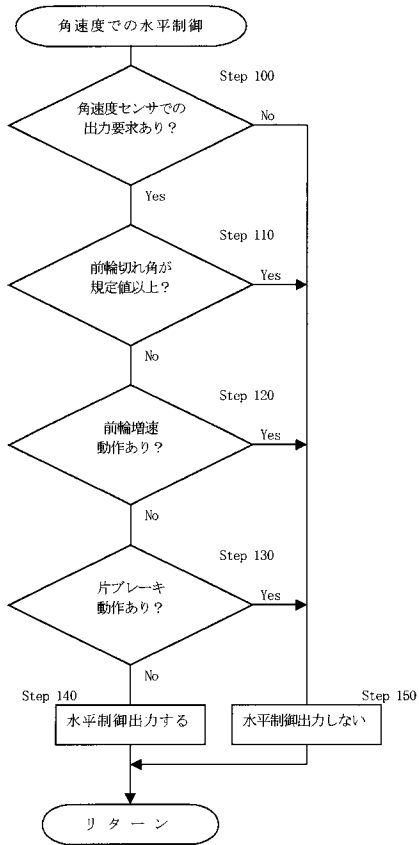 角速度での水平制御
Step 100
角速度センサでの
出力要求あり？
No
Yes
Step 110
前輪切れ角が
規定値以上？
Yes
No
Step 120
前輪増速
動作あり？
Yes
No
Step 130
片ブレーキ
動作あり？
Yes
No
Step 140
Step 150
水平制御出力する
水平制御出力しない
リターン